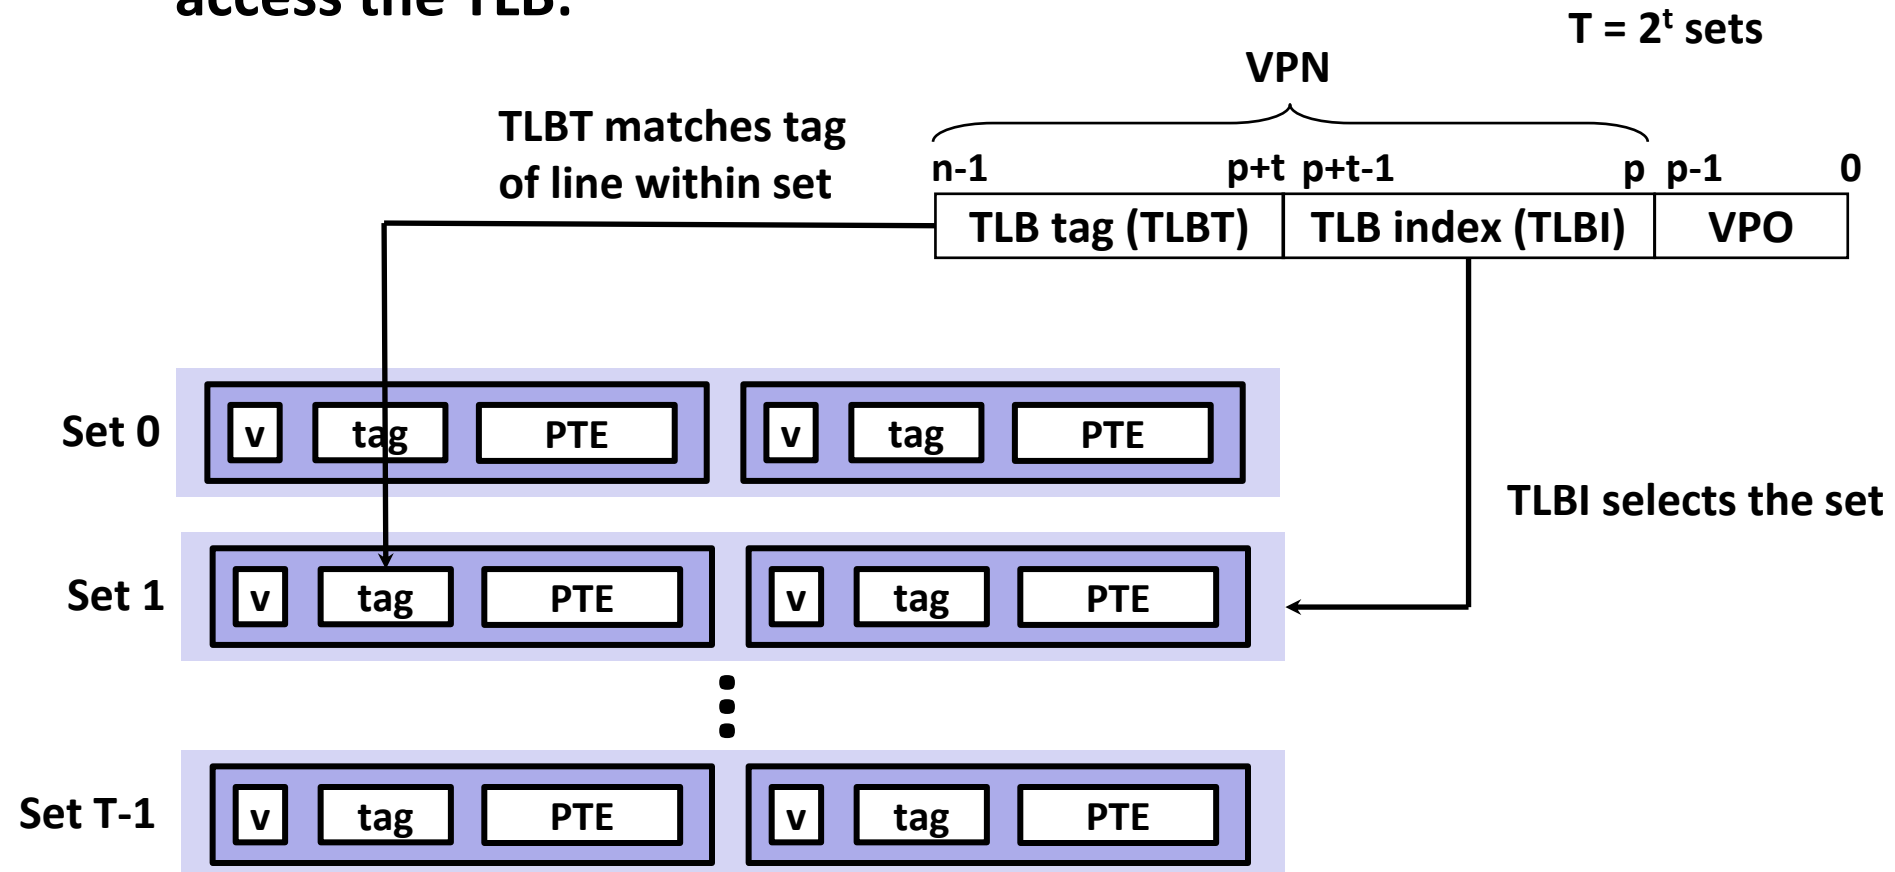 access the TLB:
T = 2ᵗ sets
VPN
TLBT matches tag
of line within set
n-1 p+t p+t-1 p p-1 0
TLB tag (TLBT) TLB index (TLBI) VPO
Set 0 v tag PTE v tag PTE
TLBI selects the set
Set 1 v tag PTE v tag PTE
Set T-1 v tag PTE v tag PTE